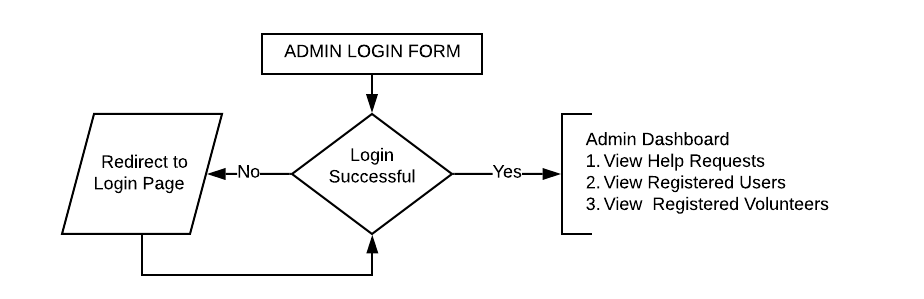 ADMIN LOGIN FORM
Login
Successful
Redirect to
Login Page
No
Yes
Admin Dashboard
1. View Help Requests
2. View Registered Users
3. View  Registered Volunteers